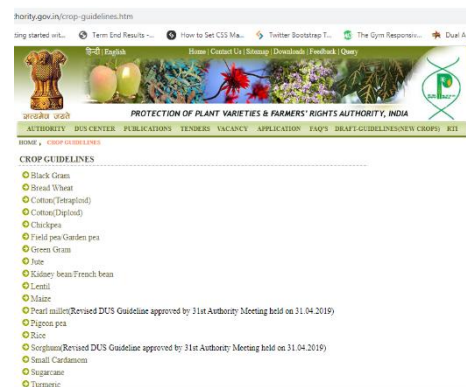 hority.gov.in/crop-guidelines.htm
ting started wit... Term End Results -... How to Set CSS Ma... Twitter Bootstrap T... The Gym Responsiv... Dual A
हिन्दी | English Home | Contact Us | Sitemap | Downloads | Feedback | Query
सत्यमेव जयते
PROTECTION OF PLANT VARIETIES & FARMERS' RIGHTS AUTHORITY, INDIA
AUTHORITY DUS CENTER PUBLICATIONS TENDERS VACANCY APPLICATION FAQ'S DRAFT-GUIDELINES(NEW CROPS) RTI
HOME CROP GUIDELINES
CROP GUIDELINES
Black Gram
Bread Wheat
Cotton(Tetraploid)
Cotton(Diploid)
Chickpea
Field pea/Garden pea
Green Gram
Jute
Kidney bean/French bean
Lentil
Maize
Pearl millet(Revised DUS Guideline approved by 31st Authority Meeting held on 31.04.2019)
Pigeon pea
Rice
Sorghum(Revised DUS Guideline approved by 31st Authority Meeting held on 31.04.2019)
Small Cardamom
Sugarcane
Turmeric